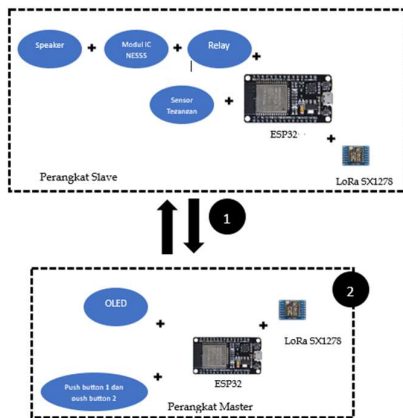 Speaker
+
Modul IC
NE555
+
Relay
+
Sensor
Tegangan
+
ESP32
+
LoRa SX1278
Perangkat Slave
1
2
OLED
+
+
LoRa SX1278
ESP32
Push button 1 dan
push button 2
+
Perangkat Master